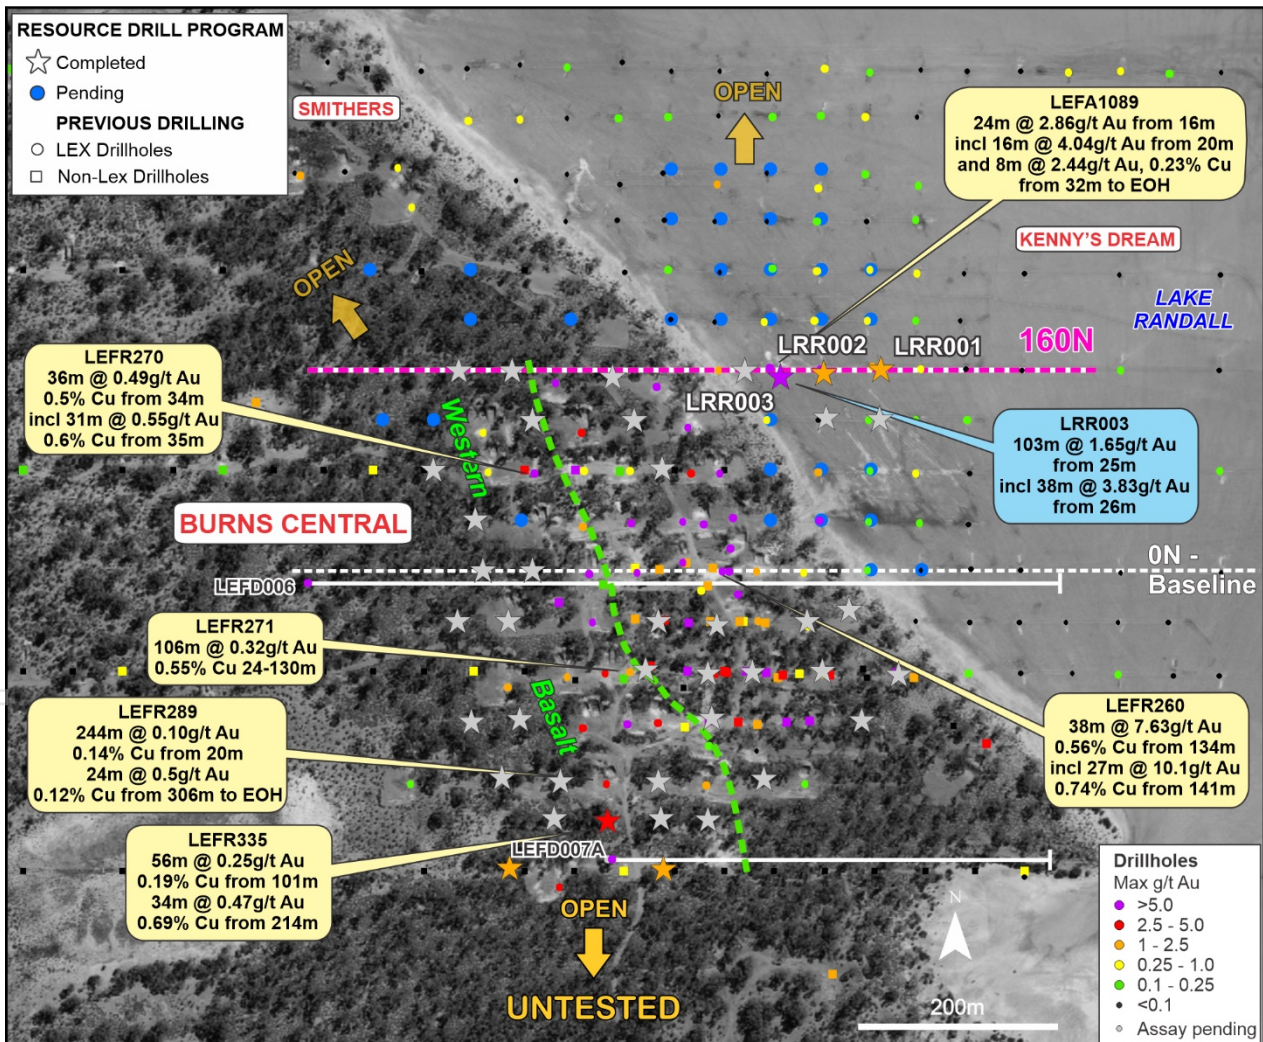 RESOURCE DRILL PROGRAM
Completed
Pending
PREVIOUS DRILLING
LEX Drillholes
Non-Lex Drillholes
SMITHERS
OPEN
LEFA1089
24m @ 2.86g/t Au from 16m
incl 16m @ 4.04g/t Au from 20m
and 8m @ 2.44g/t Au, 0.23% Cu
from 32m to EOH
KENNY'S DREAM
OPEN
LAKE
RANDALL
160N
LRR002
LRR001
LRR003
LEFR270
36m @ 0.49g/t Au
0.5% Cu from 34m
incl 31m @ 0.55g/t Au
0.6% Cu from 35m
Western
LRR003
103m @ 1.65g/t Au
from 25m
incl 38m @ 3.83g/t Au
from 26m
BURNS CENTRAL
0N -
Baseline
LEFD006
LEFR271
106m @ 0.32g/t Au
0.55% Cu 24-130m
Basalt
LEFR289
244m @ 0.10g/t Au
0.14% Cu from 20m
24m @ 0.5g/t Au
0.12% Cu from 306m to EOH
LEFR260
38m @ 7.63g/t Au
0.56% Cu from 134m
incl 27m @ 10.1g/t Au
0.74% Cu from 141m
LEFR335
56m @ 0.25g/t Au
0.19% Cu from 101m
34m @ 0.47g/t Au
0.69% Cu from 214m
LEFD007A
OPEN
UNTESTED
N
200m
Drillholes
Max g/t Au
>5.0
2.5 - 5.0
1 - 2.5
0.25 - 1.0
0.1 - 0.25
<0.1
Assay pending